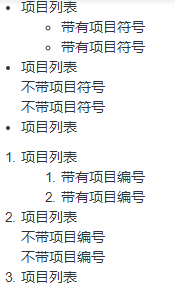 • 项目列表
◦ 带有项目符号
◦ 带有项目符号
• 项目列表
不带项目符号
不带项目符号
• 项目列表
1. 项目列表
1. 带有项目编号
2. 带有项目编号
2. 项目列表
不带项目编号
不带项目编号
3. 项目列表